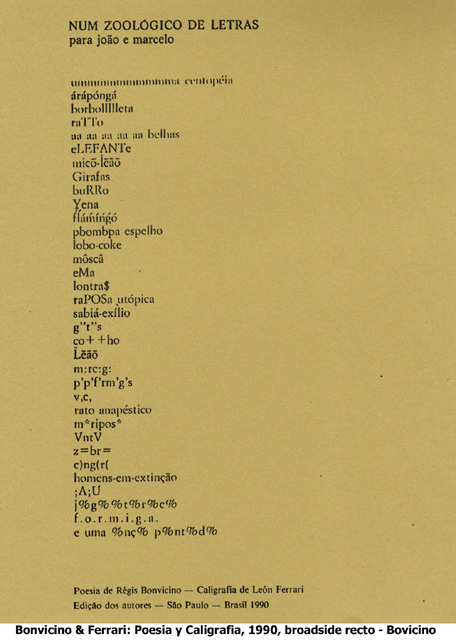 NUM ZOOLÓGICO DE LETRAS
para joão e marcelo
centopéia
árápóngá
borbollllleta
raTTo
aa aa aa aa aa belhas
eLEFANTe
micõ-lẽãõ
Girafas
buRRo
Yena
flámíngó
pbombpa espelho
lobo-coke
môscâ
eMa
lontra$
raPOSa utópica
sabiá-exílio
g"t"s
co++ho
Lẽãõ
m:rc:g:
p'p'f'rm'g's
v,c,
rato anapéstico
m*ripos*
VntV
z=br=
c)ng(r(
homens-em-extinção
;A;U
j%g%%t%r%c%
f.o.r.m.i.g.a.
e uma %nç% p%nt%d%
Poesia de Régis Bonvicino — Caligrafia de León Ferrari
Edição dos autores — São Paulo — Brasil 1990
Bonvicino & Ferrari: Poesia y Caligrafia, 1990, broadside recto - Bovicino